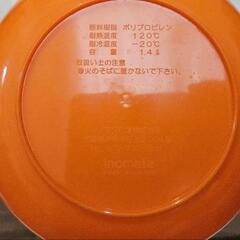 原料樹脂 ポリプロピレン
耐熱温度 120℃
耐冷温度 -20℃
容量 1.4ℓ
取扱い上の注意
●火のそばに置かないで下さい
inomata